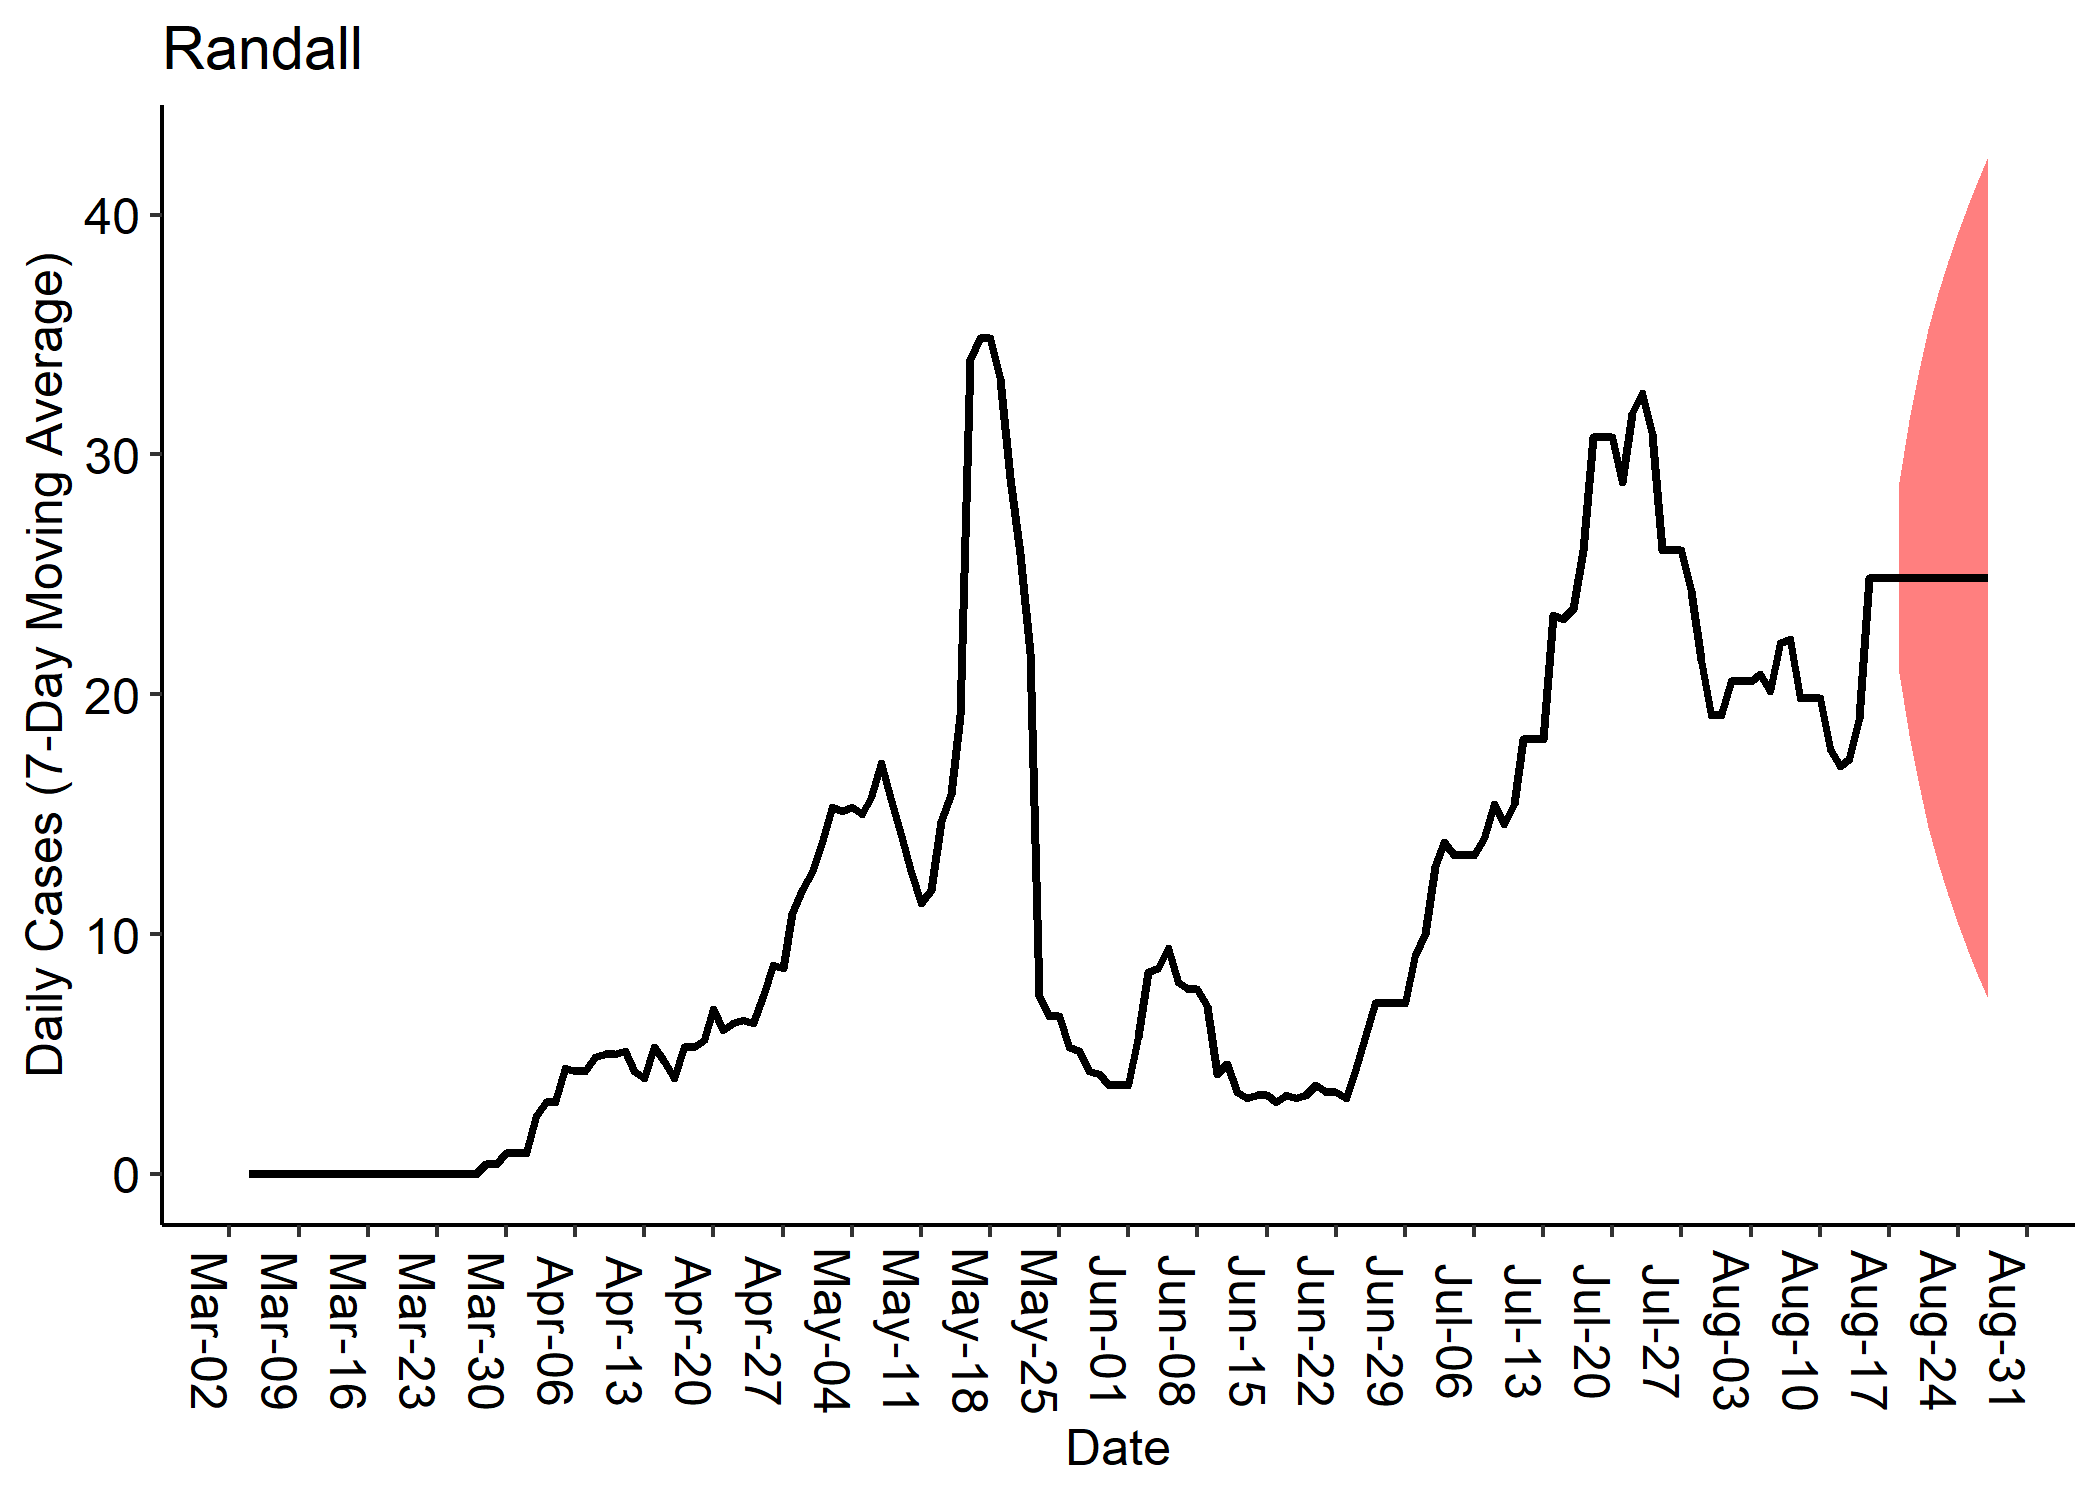 Randall
Daily Cases (7-Day Moving Average)
40
30
20
10
0
Mar-02
Mar-09
Mar-16
Mar-23
Mar-30
Apr-06
Apr-13
Apr-20
Apr-27
May-04
May-11
May-18
May-25
Jun-01
Jun-08
Jun-15
Jun-22
Jun-29
Jul-06
Jul-13
Jul-20
Jul-27
Aug-03
Aug-10
Aug-17
Aug-24
Aug-31
Date